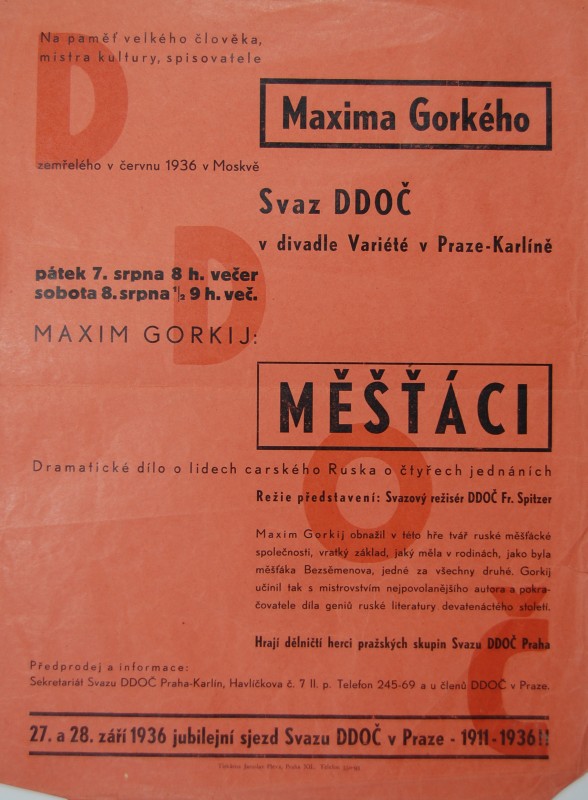 Na paměť velkého člověka,
mistra kultury, spisovatele
Maxima Gorkého
zemřelého v červnu 1936 v Moskvě
Svaz DDOČ
v divadle Variété v Praze-Karlíně
pátek 7. srpna 8 h. večer
sobota 8. srpna ½ 9 h. več.
MAXIM GORKIJ:
MĚŠŤÁCI
Dramatické dílo o lidech carského Ruska o čtyřech jednáních
Režie představení: Svazový režisér DDOČ Fr. Spitzer
Maxim Gorkij obnažil v této hře tvář ruské měšťácké
společnosti, vratký základ, jaký měla v rodinách, jako byla
měšťáka Bezsěmenova, jedné za všechny druhé. Gorkij
učinil tak s mistrovstvím nejpovolanějšího autora a pokra-
čovatele díla geniů ruské literatury devatenáctého století.
Hrají dělničtí herci pražských skupin Svazu DDOČ Praha
Předprodej a informace:
Sekretariát Svazu DDOČ Praha-Karlín, Havlíčkova č. 7 II. p. Telefon 245-69 a u členů DDOČ v Praze.
27. a 28. září 1936 jubilejní sjezd Svazu DDOČ v Praze - 1911-1936!!
D
D
O
Č